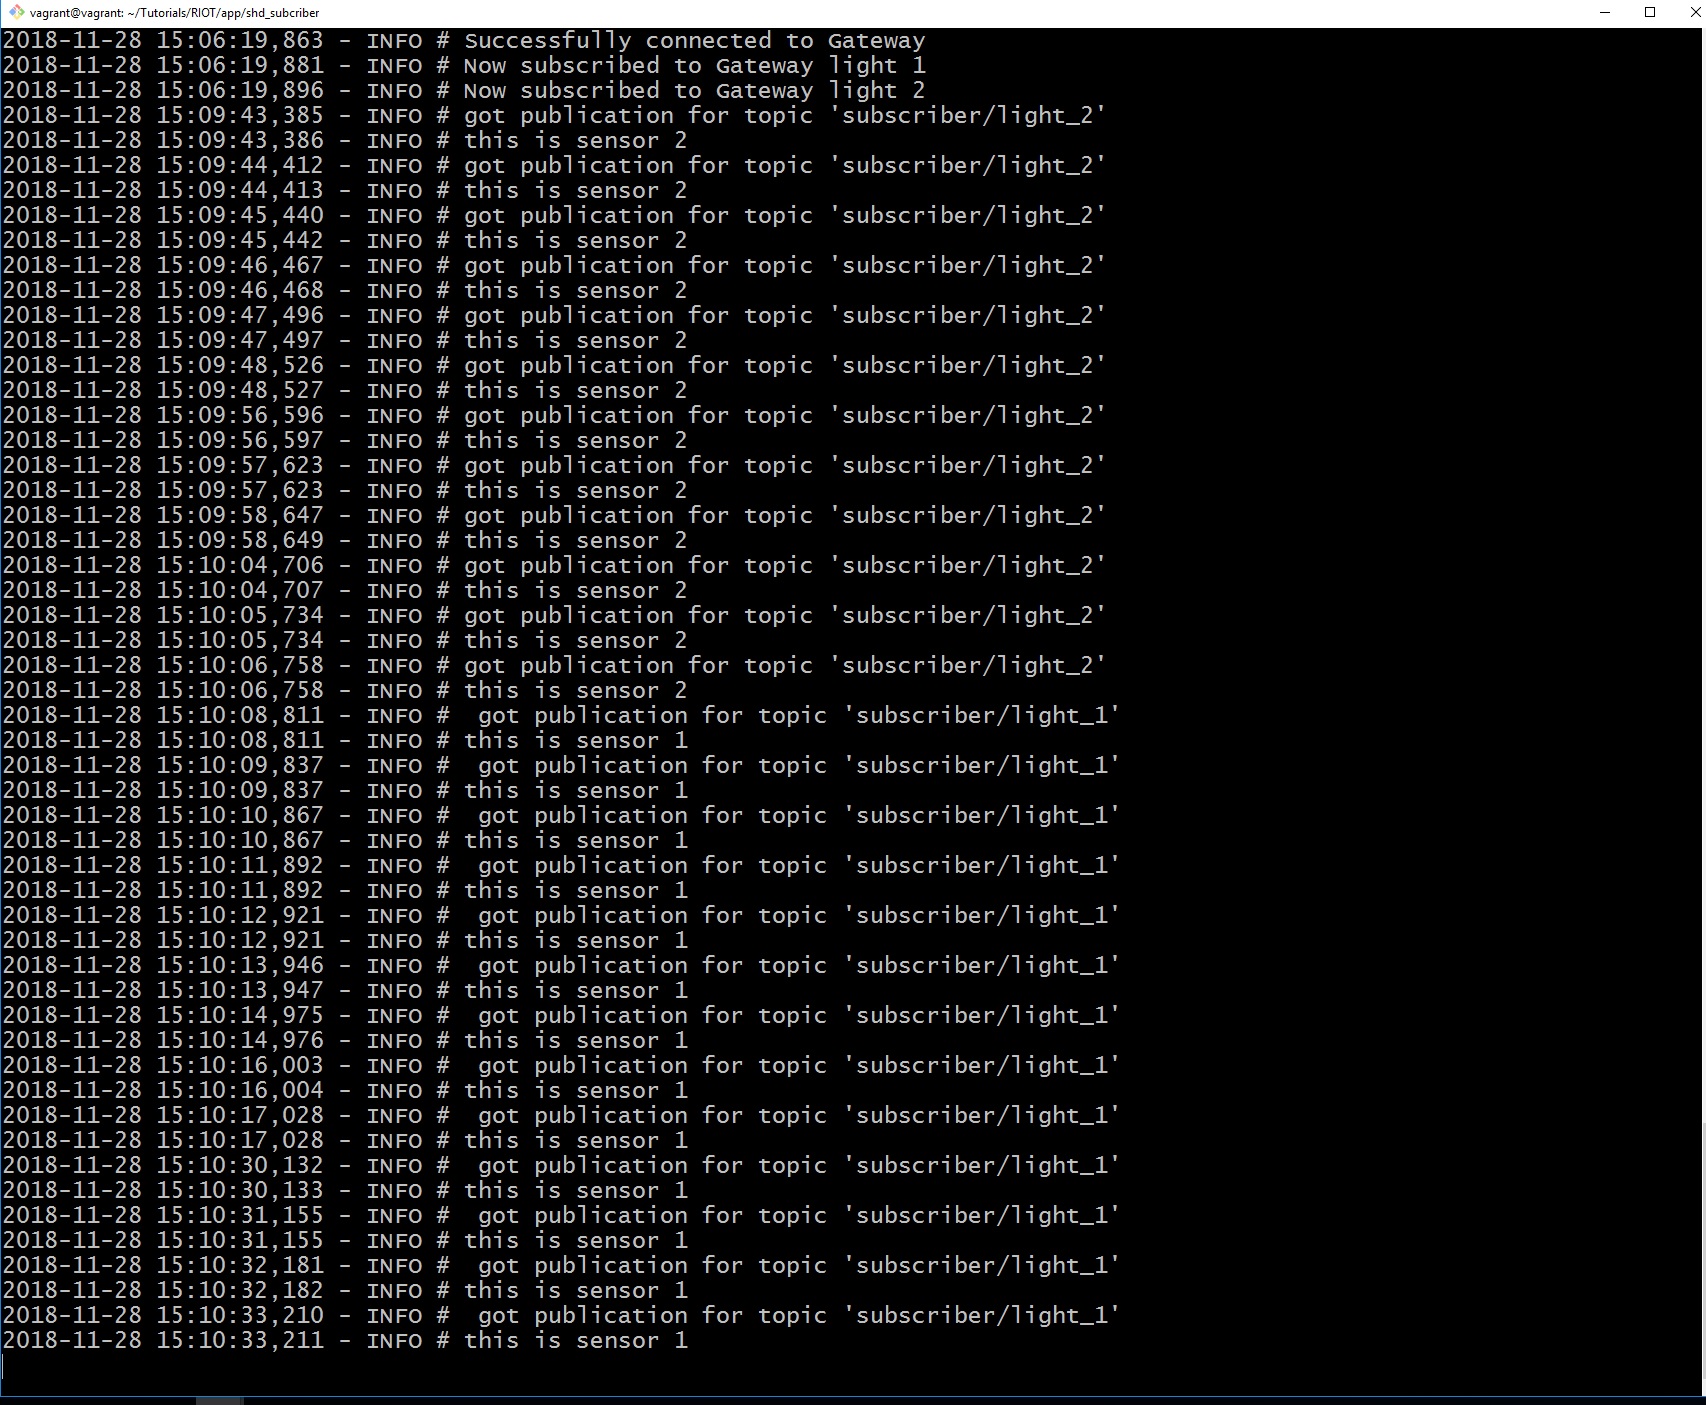 vagrant@vagrant: ~/Tutorials/RIOT/app/shd_subcriber
2018-11-28 15:06:19,863 - INFO # Successfully connected to Gateway
2018-11-28 15:06:19,881 - INFO # Now subscribed to Gateway light 1
2018-11-28 15:06:19,896 - INFO # Now subscribed to Gateway light 2
2018-11-28 15:09:43,385 - INFO # got publication for topic 'subscriber/light_2'
2018-11-28 15:09:43,386 - INFO # this is sensor 2
2018-11-28 15:09:44,412 - INFO # got publication for topic 'subscriber/light_2'
2018-11-28 15:09:44,413 - INFO # this is sensor 2
2018-11-28 15:09:45,440 - INFO # got publication for topic 'subscriber/light_2'
2018-11-28 15:09:45,442 - INFO # this is sensor 2
2018-11-28 15:09:46,467 - INFO # got publication for topic 'subscriber/light_2'
2018-11-28 15:09:46,468 - INFO # this is sensor 2
2018-11-28 15:09:47,496 - INFO # got publication for topic 'subscriber/light_2'
2018-11-28 15:09:47,497 - INFO # this is sensor 2
2018-11-28 15:09:48,526 - INFO # got publication for topic 'subscriber/light_2'
2018-11-28 15:09:48,527 - INFO # this is sensor 2
2018-11-28 15:09:56,596 - INFO # got publication for topic 'subscriber/light_2'
2018-11-28 15:09:56,597 - INFO # this is sensor 2
2018-11-28 15:09:57,623 - INFO # got publication for topic 'subscriber/light_2'
2018-11-28 15:09:57,623 - INFO # this is sensor 2
2018-11-28 15:09:58,647 - INFO # got publication for topic 'subscriber/light_2'
2018-11-28 15:09:58,649 - INFO # this is sensor 2
2018-11-28 15:10:04,706 - INFO # got publication for topic 'subscriber/light_2'
2018-11-28 15:10:04,707 - INFO # this is sensor 2
2018-11-28 15:10:05,734 - INFO # got publication for topic 'subscriber/light_2'
2018-11-28 15:10:05,734 - INFO # this is sensor 2
2018-11-28 15:10:06,758 - INFO # got publication for topic 'subscriber/light_2'
2018-11-28 15:10:06,758 - INFO # this is sensor 2
2018-11-28 15:10:08,811 - INFO #  got publication for topic 'subscriber/light_1'
2018-11-28 15:10:08,811 - INFO # this is sensor 1
2018-11-28 15:10:09,837 - INFO #  got publication for topic 'subscriber/light_1'
2018-11-28 15:10:09,837 - INFO # this is sensor 1
2018-11-28 15:10:10,867 - INFO #  got publication for topic 'subscriber/light_1'
2018-11-28 15:10:10,867 - INFO # this is sensor 1
2018-11-28 15:10:11,892 - INFO #  got publication for topic 'subscriber/light_1'
2018-11-28 15:10:11,892 - INFO # this is sensor 1
2018-11-28 15:10:12,921 - INFO #  got publication for topic 'subscriber/light_1'
2018-11-28 15:10:12,921 - INFO # this is sensor 1
2018-11-28 15:10:13,946 - INFO #  got publication for topic 'subscriber/light_1'
2018-11-28 15:10:13,947 - INFO # this is sensor 1
2018-11-28 15:10:14,975 - INFO #  got publication for topic 'subscriber/light_1'
2018-11-28 15:10:14,976 - INFO # this is sensor 1
2018-11-28 15:10:16,003 - INFO #  got publication for topic 'subscriber/light_1'
2018-11-28 15:10:16,004 - INFO # this is sensor 1
2018-11-28 15:10:17,028 - INFO #  got publication for topic 'subscriber/light_1'
2018-11-28 15:10:17,028 - INFO # this is sensor 1
2018-11-28 15:10:30,132 - INFO #  got publication for topic 'subscriber/light_1'
2018-11-28 15:10:30,133 - INFO # this is sensor 1
2018-11-28 15:10:31,155 - INFO #  got publication for topic 'subscriber/light_1'
2018-11-28 15:10:31,155 - INFO # this is sensor 1
2018-11-28 15:10:32,181 - INFO #  got publication for topic 'subscriber/light_1'
2018-11-28 15:10:32,182 - INFO # this is sensor 1
2018-11-28 15:10:33,210 - INFO #  got publication for topic 'subscriber/light_1'
2018-11-28 15:10:33,211 - INFO # this is sensor 1